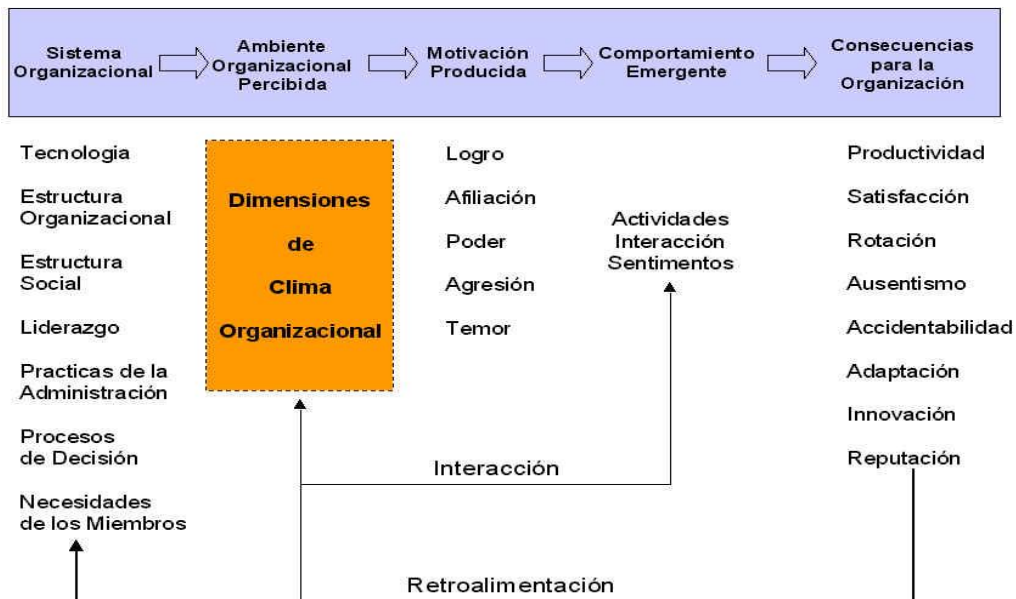 Sistema
Organizacional
Ambiente
Organizacional
Percibida
Motivación
Producida
Comportamiento
Emergente
Consecuencias
para la
Organización
Tecnologia
Estructura
Organizacional
Estructura
Social
Liderazgo
Practicas de la
Administración
Procesos
de Decisión
Necesidades
de los Miembros
Dimensiones
de
Clima
Organizacional
Logro
Afiliación
Poder
Agresión
Temor
Actividades
Interacción
Sentimentos
Productividad
Satisfacción
Rotación
Ausentismo
Accidentabilidad
Adaptación
Innovación
Reputación
Interacción
Retroalimentación